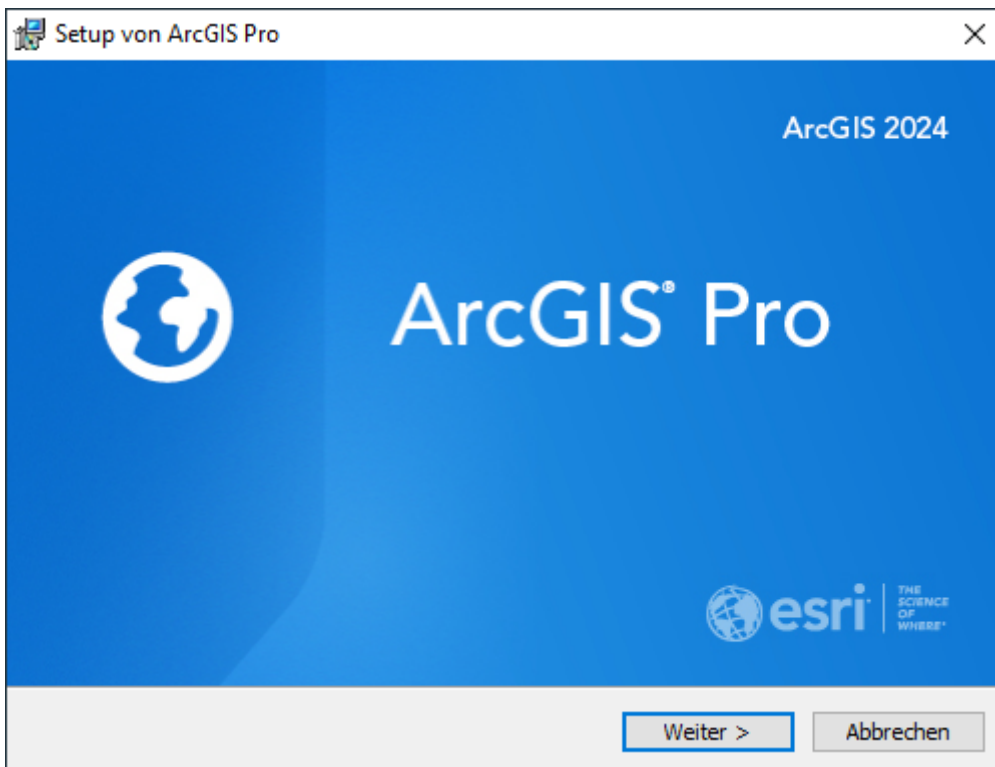 Setup von ArcGIS Pro
ArcGIS 2024
ArcGIS® Pro
esri
THE
SCIENCE
OF
WHERE®
Weiter >
Abbrechen